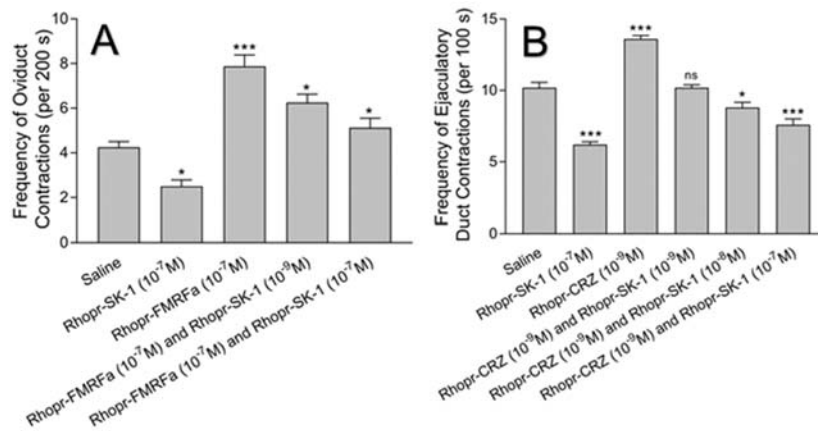 A
Frequency of Oviduct
Contractions (per 200 s)
10
8
6
4
2
0
*
***
*
*
Saline
Rhopr-SK-1 (10⁻⁷M)
Rhopr-FMRFa (10⁻⁷M)
Rhopr-FMRFa (10⁻⁷M) and Rhopr-SK-1 (10⁻⁹M)
Rhopr-FMRFa (10⁻⁷M) and Rhopr-SK-1 (10⁻⁷M)
B
Frequency of Ejaculatory
Duct Contractions (per 100 s)
15
10
5
0
***
***
ns
*
***
Saline
Rhopr-SK-1 (10⁻⁷M)
Rhopr-CRZ (10⁻⁹M)
Rhopr-CRZ (10⁻⁹M) and Rhopr-SK-1 (10⁻⁹M)
Rhopr-CRZ (10⁻⁹M) and Rhopr-SK-1 (10⁻⁸M)
Rhopr-CRZ (10⁻⁹M) and Rhopr-SK-1 (10⁻⁷M)